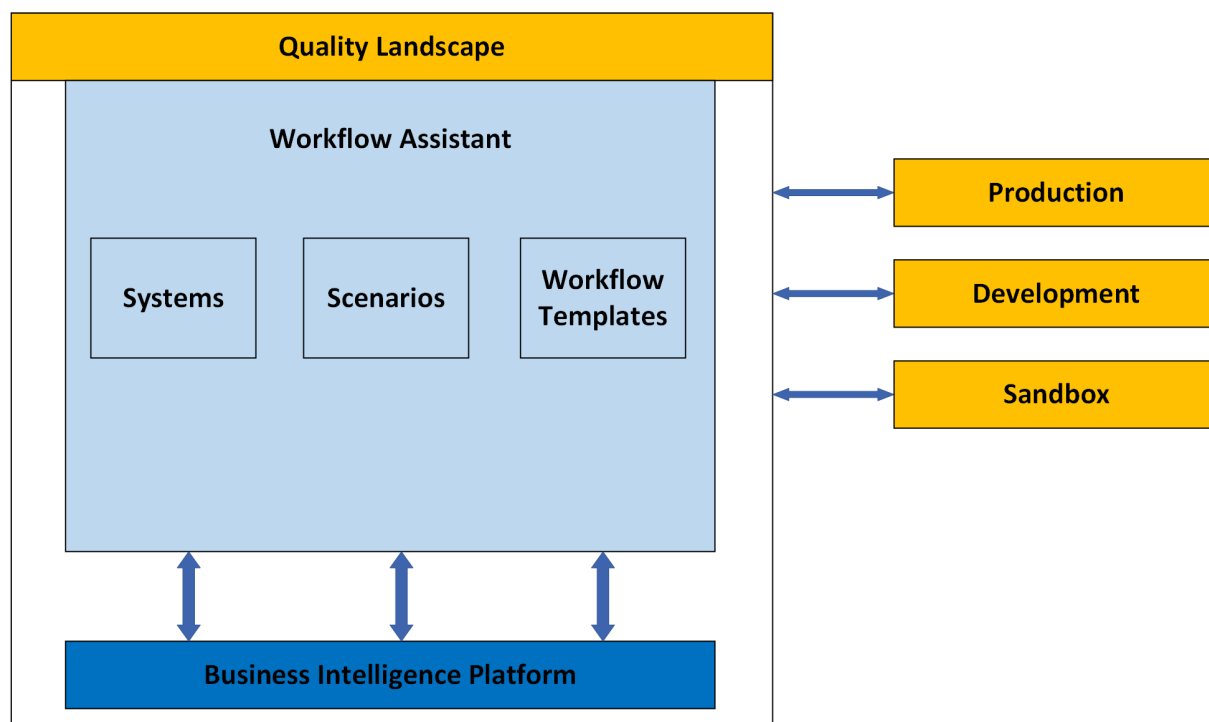 Quality Landscape
Workflow Assistant
Systems
Scenarios
Workflow
Templates
Production
Development
Sandbox
Business Intelligence Platform